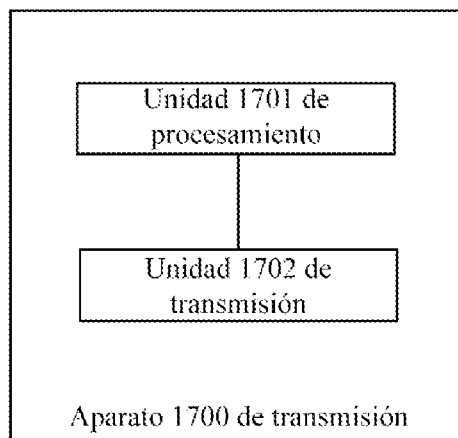 Unidad 1701 de
procesamiento
Unidad 1702 de
transmisión
Aparato 1700 de transmisión